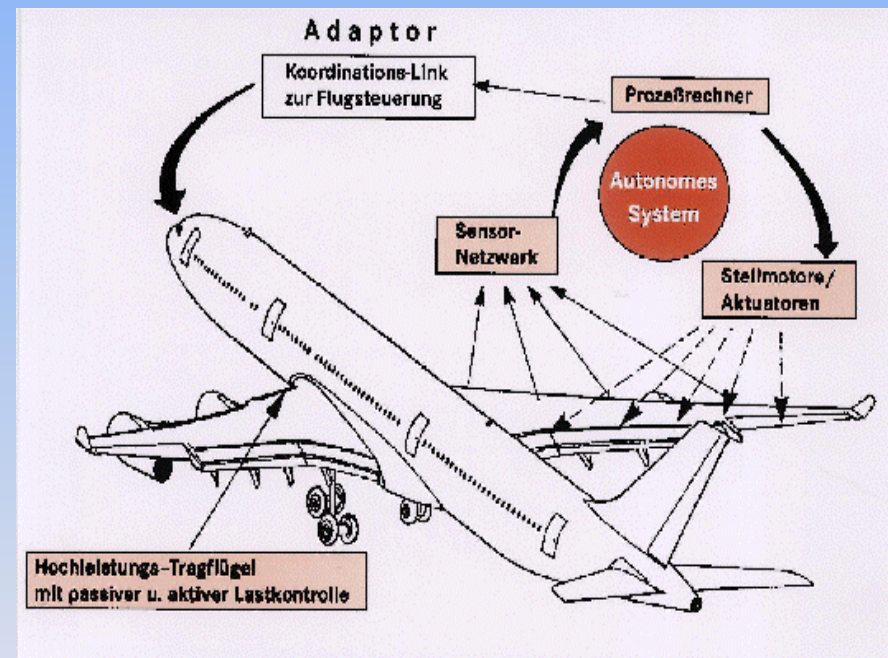 Adaptor
Koordinations-Link
zur Flugsteuerung
Prozeßrechner
Autonomes
System
Sensor-
Netzwerk
Stellmotore/
Aktuatoren
Hochleistungs-Tragflügel
mit passiver u. aktiver Lastkontrolle